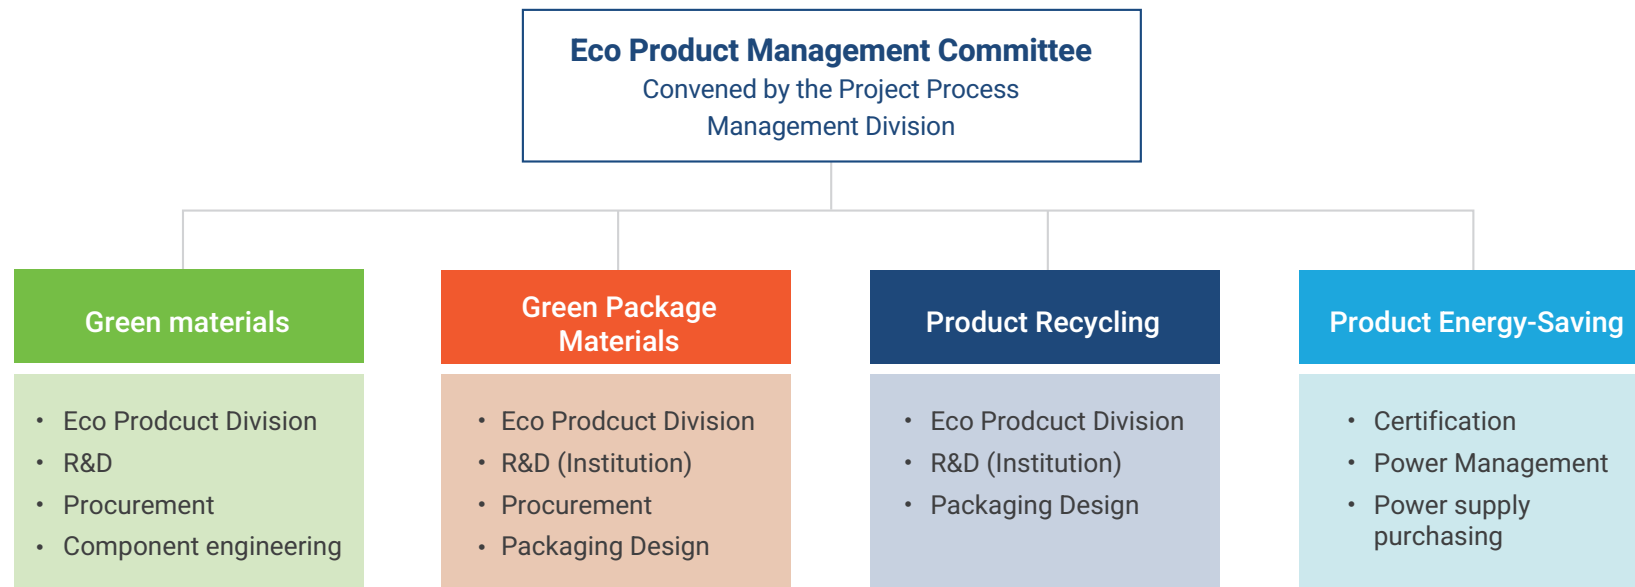 Eco Product Management Committee
Convened by the Project Process
Management Division
Green materials
• Eco Prodcuct Division
• R&D
• Procurement
• Component engineering
Green Package
Materials
• Eco Prodcuct Division
• R&D (Institution)
• Procurement
• Packaging Design
Product Recycling
• Eco Prodcuct Division
• R&D (Institution)
• Packaging Design
Product Energy-Saving
• Certification
• Power Management
• Power supply
purchasing